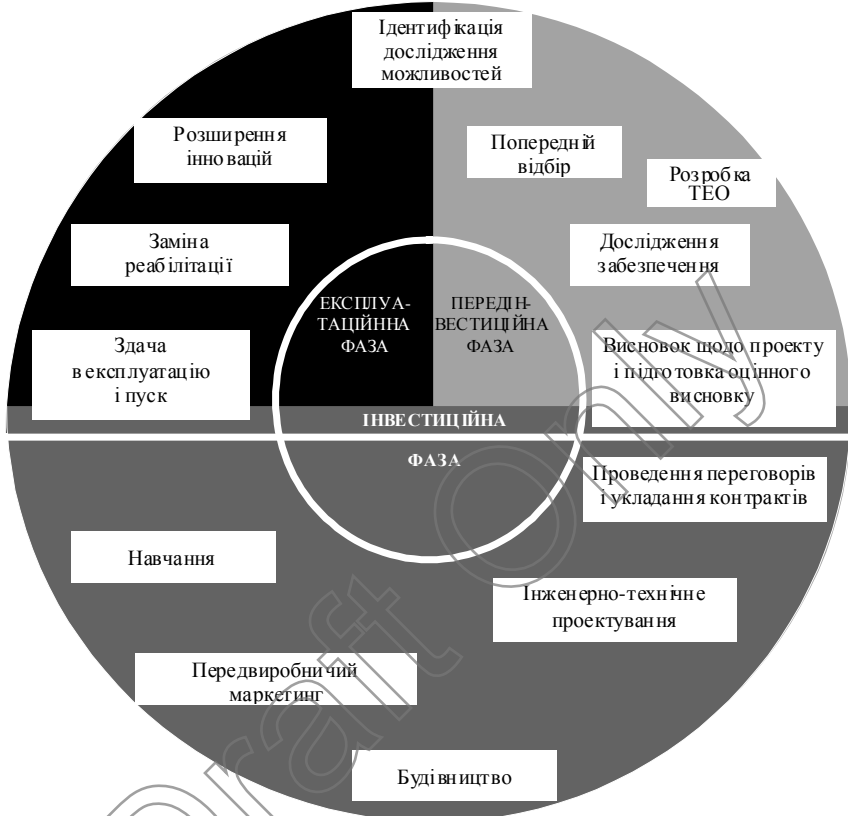 Ідентифікація
дослідження
можливостей
Розширення
інновацій
Попередній
відбір
Розробка
ТЕО
Заміна
реабілітації
Дослідження
забезпечення
ЕКСПЛУА-
ТАЦІЙННА
ФАЗА
ПЕРЕДІН-
ВЕСТИЦІЙНА
ФАЗА
Здача
в експлуатацію
і пуск
Висновок щодо проекту
і підготовка оцінного
висновку
ІНВЕСТИЦІЙНА
ФАЗА
Проведення переговорів
і укладання контрактів
Навчання
Інженерно-технічне
проектування
Передвиробничий
маркетинг
Будівництво
Draft Only